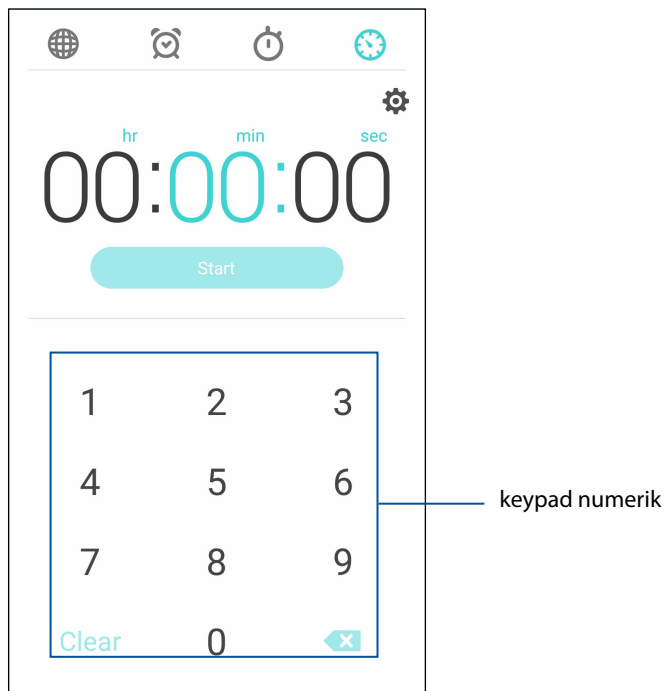 hr min sec
00:00:00
Start
1 2 3
4 5 6
keypad numerik
7 8 9
Clear 0